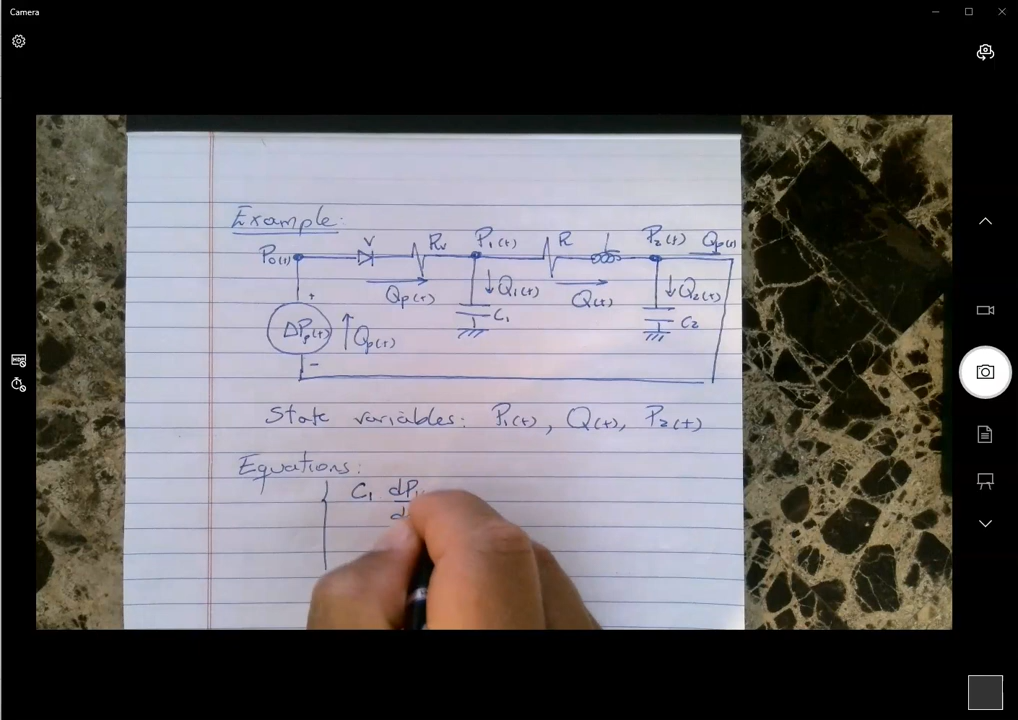 Camera
Example:
P0(t) V Rv P1(t) R L P2(t) Qp(t)
Qp(t) Q1(t) Q(t) Q2(t)
C1 C2
+ ΔPp(t) Qp(t)
−
State variables: P1(t), Q(t), P2(t)
Equations:
C1 dP1
d